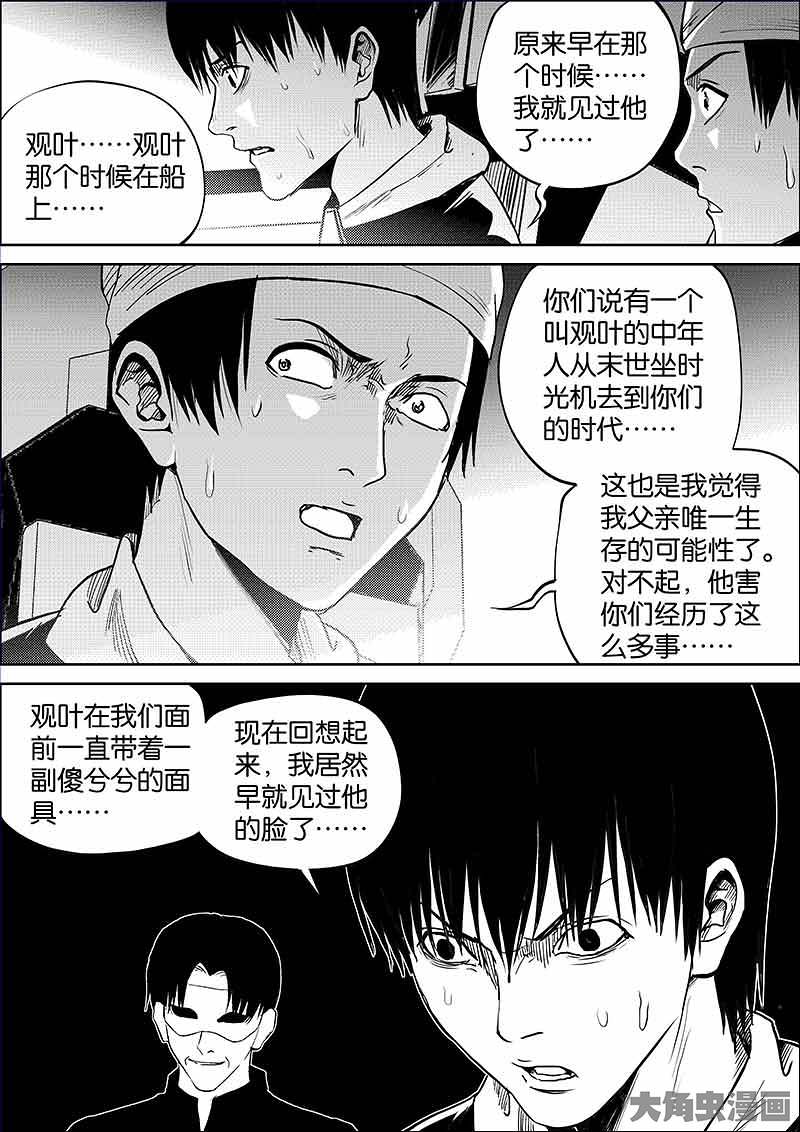 观叶……观叶
那个时候在船
上……
原来早在那
个时候……
我就见过他
了……
你们说有一个
叫观叶的中年
人从末世坐时
光机去到你们
的时代……
这也是我觉得
我父亲唯一生
存的可能性了。
对不起，他害
你们经历了这
么多事……
观叶在我们面
前一直带着一
副傻兮兮的面
具……
现在回想起
来，我居然
早就见过他
的脸了……
大角虫漫画